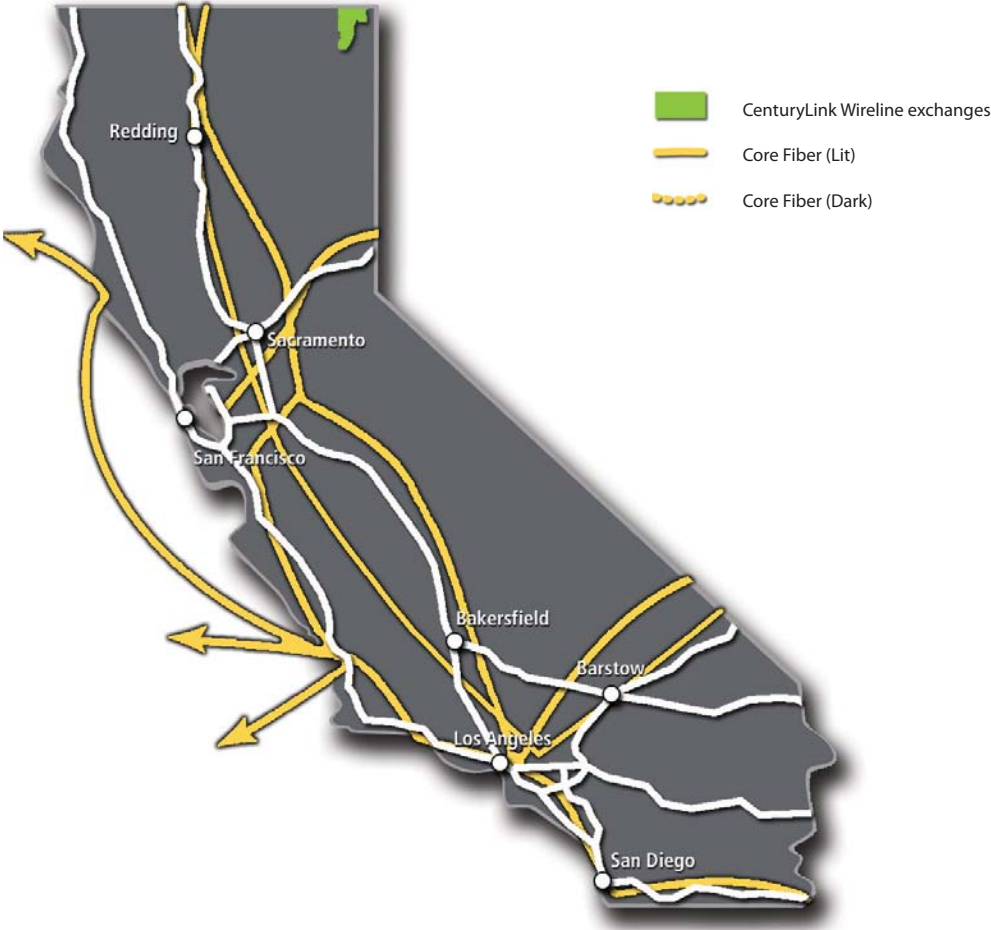 CenturyLink Wireline exchanges
Redding
Core Fiber (Lit)
Core Fiber (Dark)
Sacramento
San Francisco
Bakersfield
Barstow
Los Angeles
San Diego